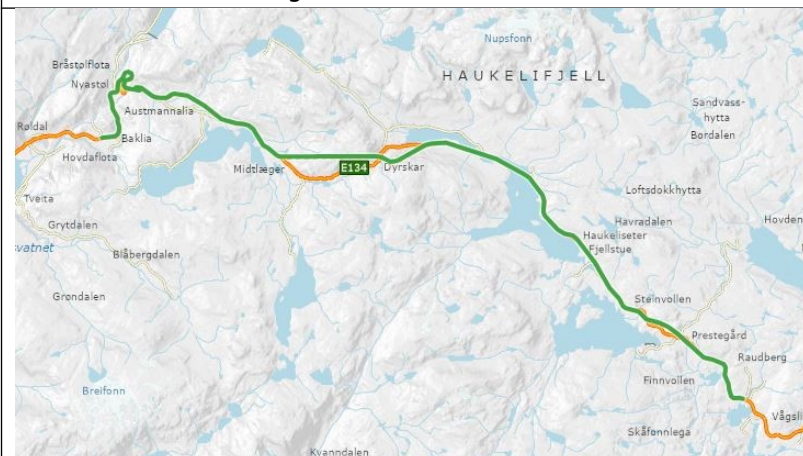 Nupsfonn
Bråstølflota
HAUKELIFJELL
Nyastøl
Sandvass-
hytta
Austmannalia
Røldal
Baklia
Bordalen
Hovdaflota
Midtlæger
E134
Dyrskar
Tveita
Loftsdokkhytta
Grytdalen
Havradalen
Hovden
svatnet
Blåbergdalen
Haukeliseter
Fjellstue
Grøndalen
Steinvollen
Prestegård
Raudberg
Breifonn
Finnvollen
Vågsli
Skåfonnlega
Kvanndalen